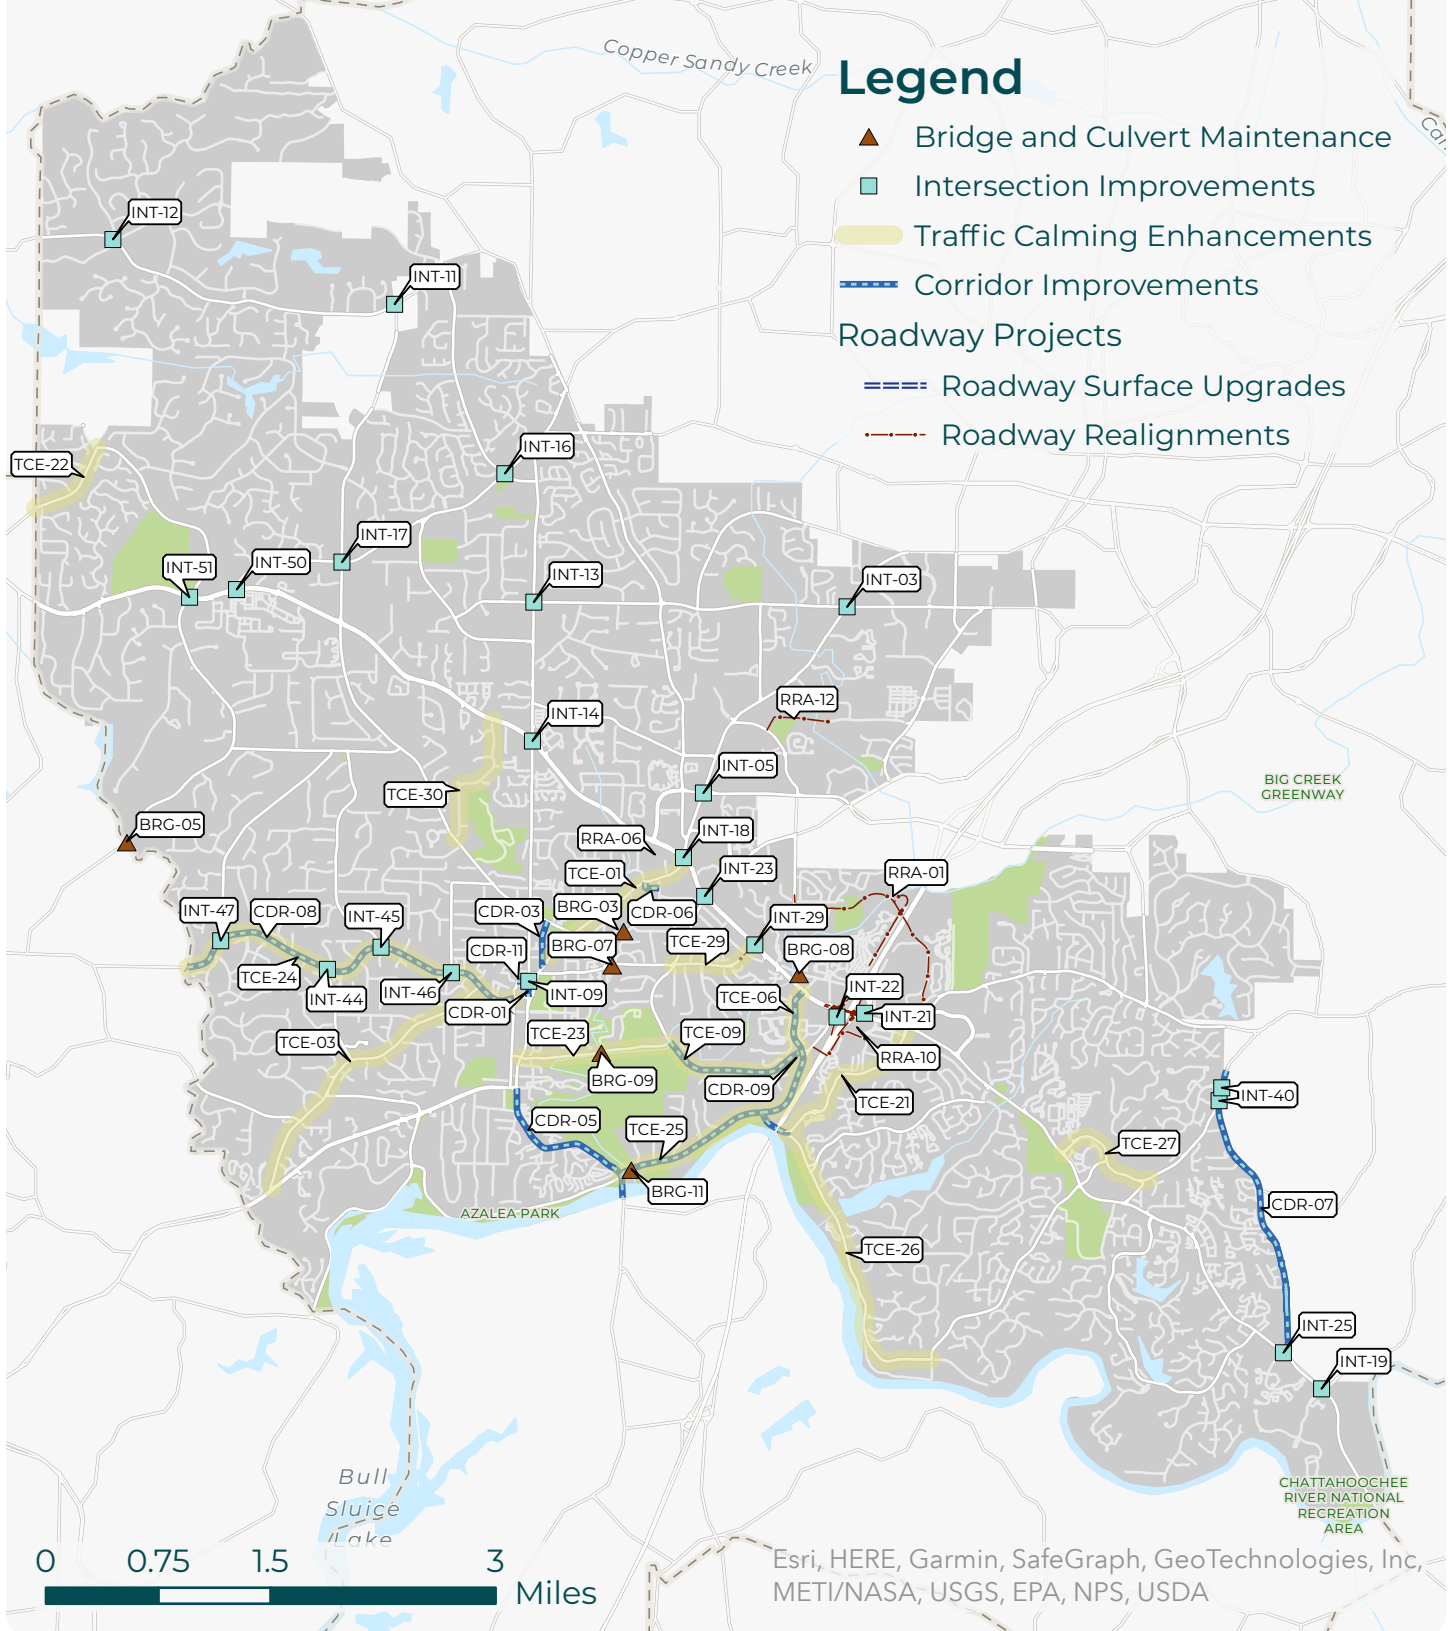 Copper Sandy Creek
Can
Legend
Bridge and Culvert Maintenance
Intersection Improvements
Traffic Calming Enhancements
Corridor Improvements
Roadway Projects
Roadway Surface Upgrades
Roadway Realignments
INT-12
INT-11
INT-16
TCE-22
INT-17
INT-51
INT-50
INT-13
INT-03
RRA-12
INT-14
INT-05
BIG CREEK
GREENWAY
TCE-30
BRG-05
RRA-06
INT-18
TCE-01
INT-23
RRA-01
INT-47
CDR-08
INT-45
CDR-03
BRG-03
CDR-06
INT-29
CDR-11
BRG-07
TCE-29
BRG-08
TCE-24
INT-44
INT-46
CDR-01
INT-09
TCE-06
INT-22
INT-21
TCE-03
TCE-23
TCE-09
RRA-10
BRG-09
CDR-09
TCE-21
INT-40
CDR-05
TCE-25
TCE-27
BRG-11
AZALEA PARK
CDR-07
TCE-26
INT-25
INT-19
Bull
Sluice
Lake
CHATTAHOOCHEE
RIVER NATIONAL
RECREATION
AREA
0 0.75 1.5 3
Miles
Esri, HERE, Garmin, SafeGraph, GeoTechnologies, Inc,
METI/NASA, USGS, EPA, NPS, USDA